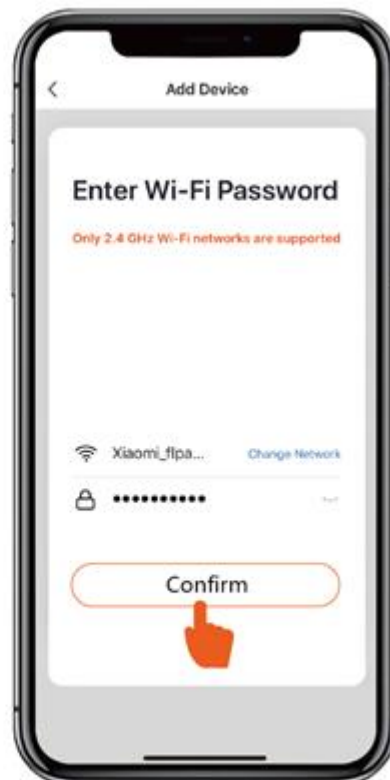 Add Device
Enter Wi-Fi Password
Only 2.4 GHz Wi-Fi networks are supported
Xiaomi_flpa... Change Network
••••••••••
Confirm